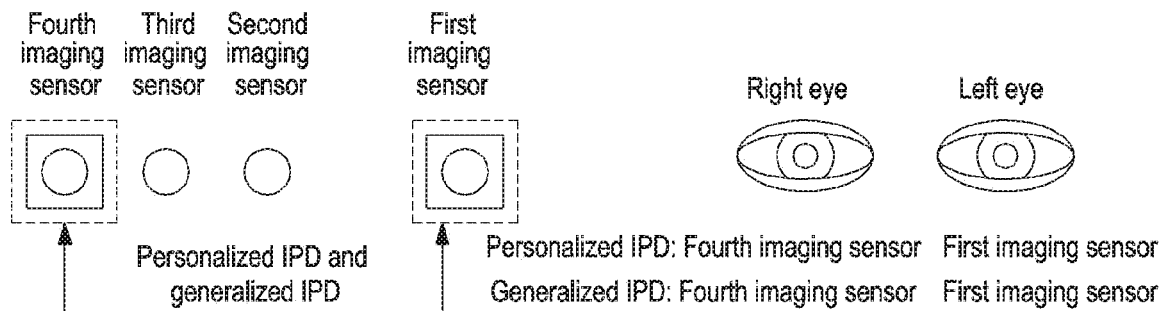 Fourth imaging sensor
Third imaging sensor
Second imaging sensor
First imaging sensor
Right eye
Left eye
Personalized IPD and
generalized IPD
Personalized IPD: Fourth imaging sensor First imaging sensor
Generalized IPD: Fourth imaging sensor First imaging sensor